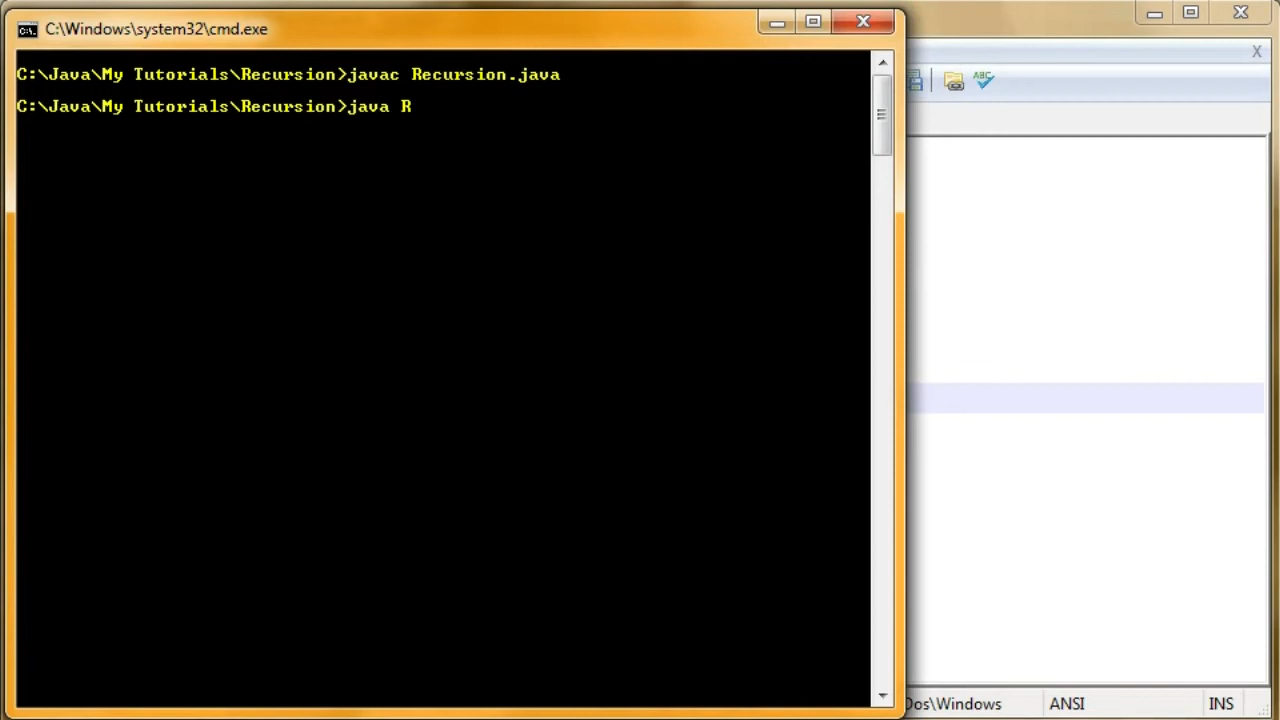 C:\Windows\system32\cmd.exe
C:\Java\My Tutorials\Recursion>javac Recursion.java
C:\Java\My Tutorials\Recursion>java R
ABC
Dos\Windows
ANSI
INS